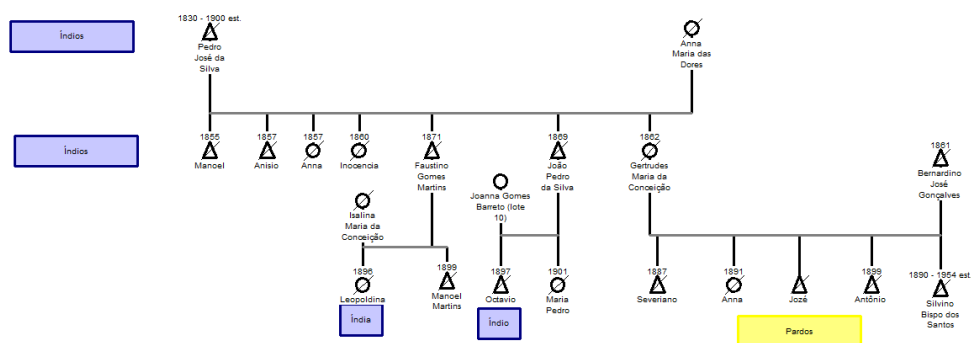 1830 - 1900 est.
Índios
Pedro
José da
Silva
Anna
Maria das
Dores
Índios
1855
Manoel
1857
Anisio
1857
Anna
1860
Inocencia
1871
Faustino
Gomes
Martins
1869
João
Pedro
da Silva
1862
Gertrudes
Maria da
Conceição
1861
Bernardino
José
Gonçalves
Isalina
Maria da
Conceição
Joanna Gomes
Barreto (lote
10)
1896
Leopoldina
Índia
1899
Manoel
Martins
1897
Octavio
Índio
1901
Maria
Pedro
1887
Severiano
1891
Anna
Jozé
1899
Antônio
1890 - 1954 est.
Silvino
Bispo dos
Santos
Pardos